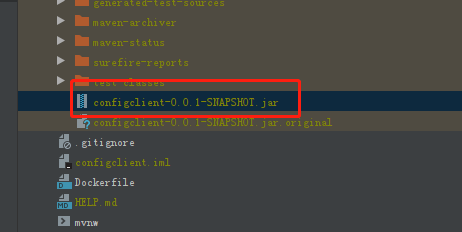 generated-test-sources
maven-archiver
maven-status
surefire-reports
test-classes
configclient-0.0.1-SNAPSHOT.jar
configclient-0.0.1-SNAPSHOT.jar.original
.gitignore
configclient.iml
Dockerfile
HELP.md
mvnw